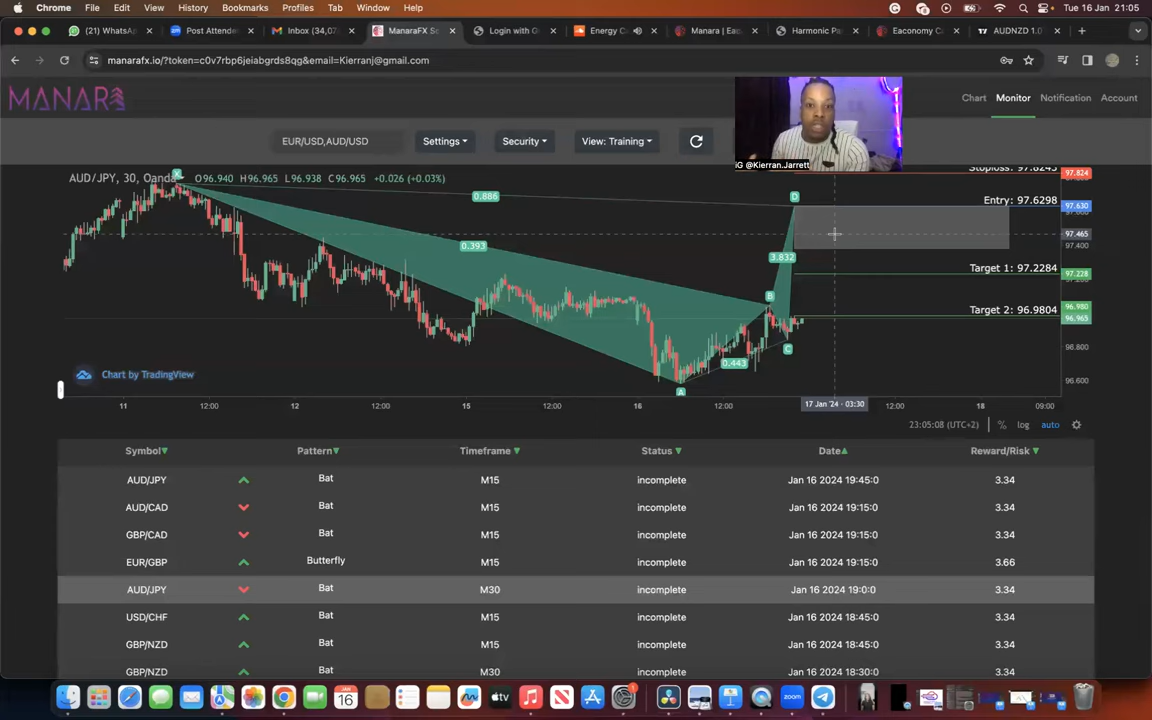 Chrome File Edit View History Bookmarks Profiles Tab Window Help Tue 16 Jan 21:05
(21) WhatsA Post Attende Inbox (34,07 ManaraFX Sc Login with G Energy C Manara | Eas Harmonic Pa Eaconomy C AUDNZD 1.0
manarafx.io/?token=c0v7rbp6jeiabgrds8qg&email=Kierranj@gmail.com
MANARA
Chart Monitor Notification Account
EUR/USD,AUD/USD Settings Security View: Training
iG @Kierran.Jarrett
AUD/JPY, 30, Oanda O96.940 H96.965 L96.938 C96.965 +0.026 (+0.03%)
Stoploss: 97.8243
97.824
X
0.886
D
Entry: 97.6298
97.630
97.600
97.465
0.393
97.400
3.832
Target 1: 97.2284
97.228
B
Target 2: 96.9804
96.980
96.965
C
96.800
0.443
Chart by TradingView
96.600
A
11 12:00 12 12:00 15 12:00 16 12:00 17 Jan '24 - 03:30 12:00 18 09:00
23:05:08 (UTC+2) % log auto
Symbol Pattern Timeframe Status Date Reward/Risk
AUD/JPY Bat M15 incomplete Jan 16 2024 19:45:0 3.34
AUD/CAD Bat M15 incomplete Jan 16 2024 19:15:0 3.34
GBP/CAD Bat M15 incomplete Jan 16 2024 19:15:0 3.34
EUR/GBP Butterfly M15 incomplete Jan 16 2024 19:15:0 3.66
AUD/JPY Bat M30 incomplete Jan 16 2024 19:0:0 3.34
USD/CHF Bat M15 incomplete Jan 16 2024 18:45:0 3.34
GBP/NZD Bat M15 incomplete Jan 16 2024 18:45:0 3.34
GBP/NZD Bat M30 incomplete Jan 16 2024 18:30:0 3.34
JAN
16
tv
zoom